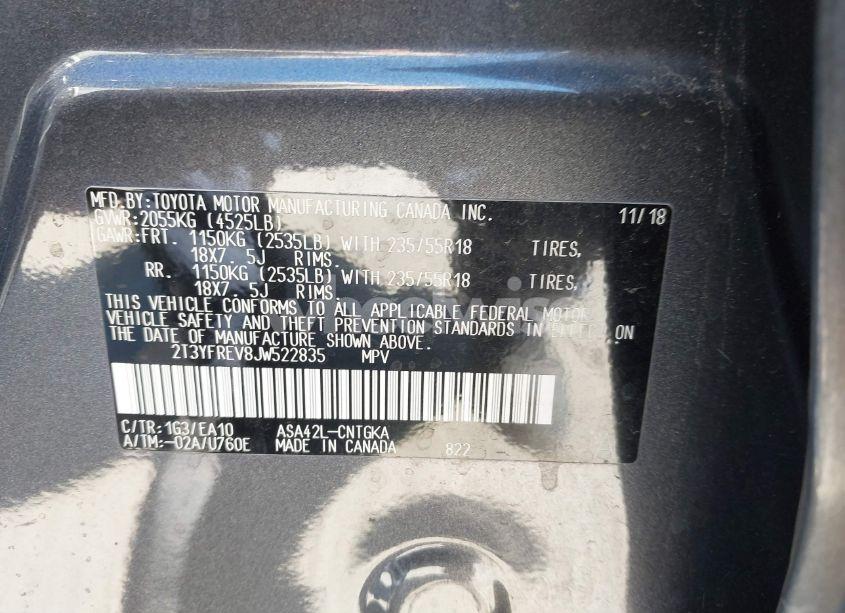 MFD.BY:TOYOTA MOTOR MANUFACTURING CANADA INC. 11/18
GVWR:2055KG (4525LB)
GAWR:FRT. 1150KG (2535LB) WITH 235/55R18 TIRES,
18X7. 5J RIMS.
RR. 1150KG (2535LB) WITH 235/55R18 TIRES,
18X7. 5J RIMS.
THIS VEHICLE CONFORMS TO ALL APPLICABLE FEDERAL MOTOR
VEHICLE SAFETY AND THEFT PREVENTION STANDARDS IN EFFECT ON
THE DATE OF MANUFACTURE SHOWN ABOVE.
2T3YFREV8JW522835 MPV
C/TR:1G3/EA10 ASA42L-CNTGKA
A/TM:-02A/U760E MADE IN CANADA 822